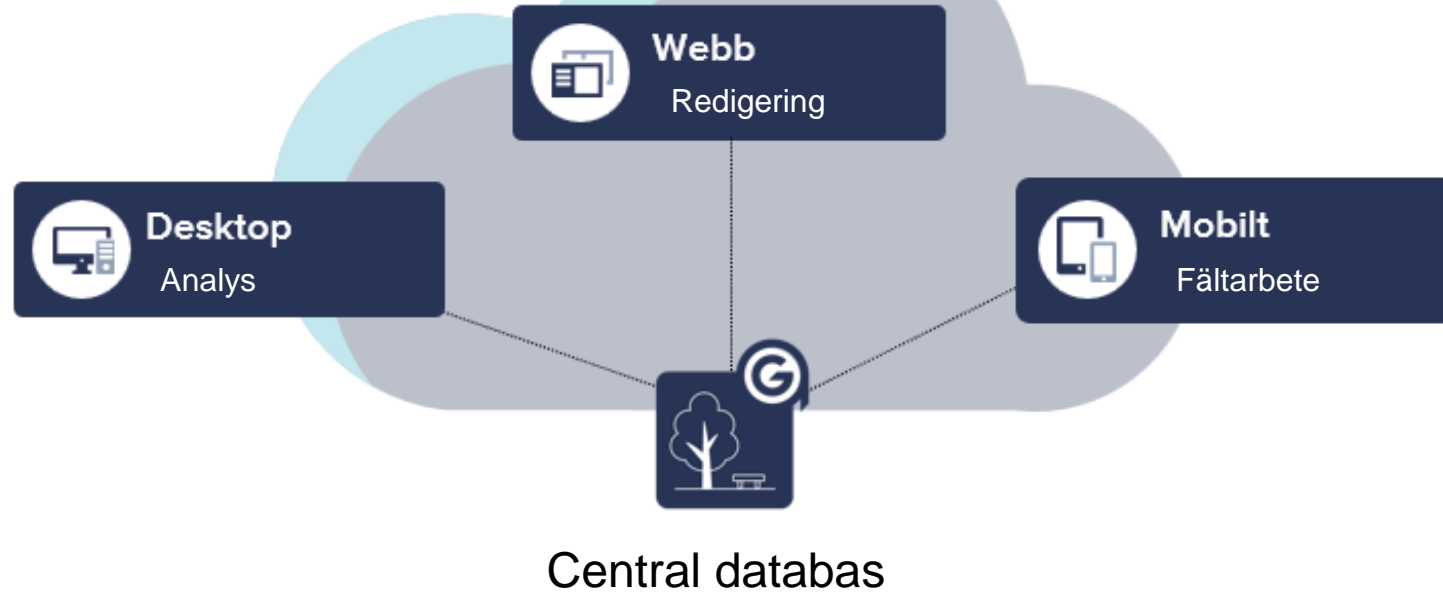 Webb
Redigering
Desktop
Analys
Mobilt
Fältarbete
G
Central databas